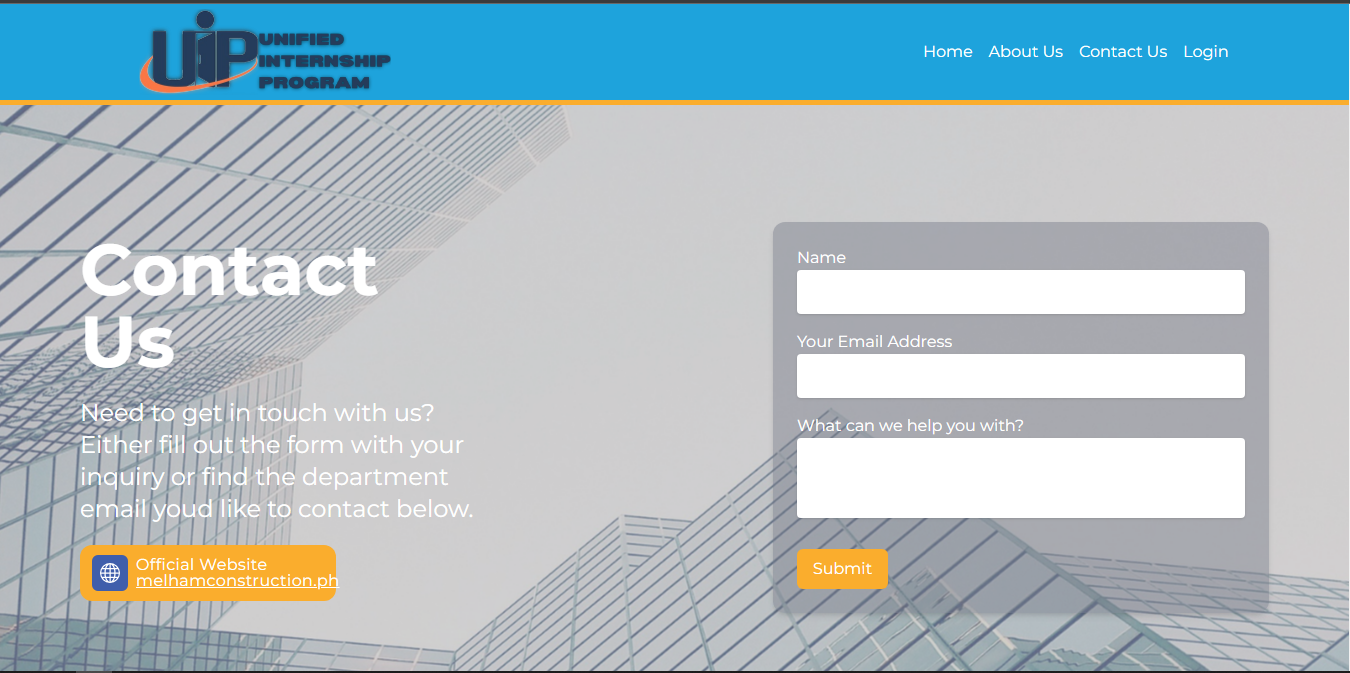 UiP
UNIFIED
INTERNSHIP
PROGRAM
Home About Us Contact Us Login
Contact
Us
Need to get in touch with us?
Either fill out the form with your
inquiry or find the department
email youd like to contact below.
Official Website
melhamconstruction.ph
Name
Your Email Address
What can we help you with?
Submit